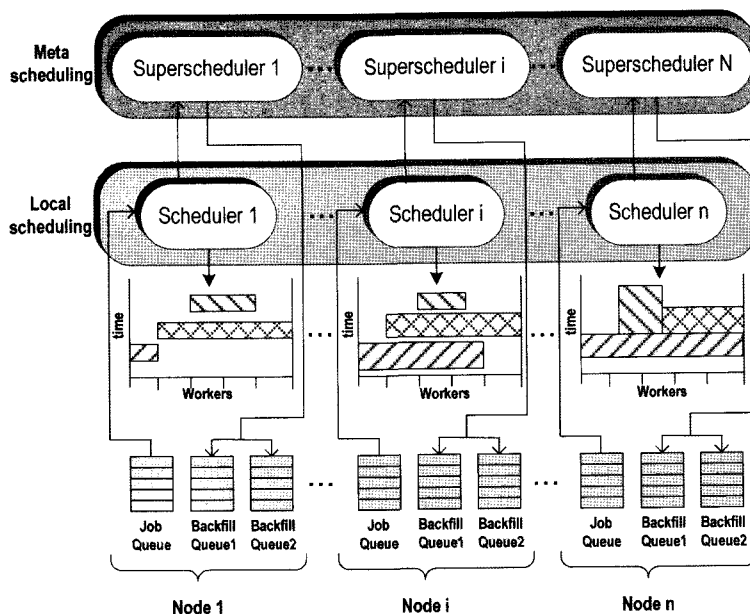 Meta
scheduling
Superscheduler 1
...
Superscheduler i
...
Superscheduler N
Local
scheduling
Scheduler 1
...
Scheduler i
...
Scheduler n
time
Workers
...
time
Workers
...
time
Workers
Job
Queue
Backfill
Queue1
Backfill
Queue2
...
Job
Queue
Backfill
Queue1
Backfill
Queue2
...
Job
Queue
Backfill
Queue1
Backfill
Queue2
Node 1
Node i
Node n